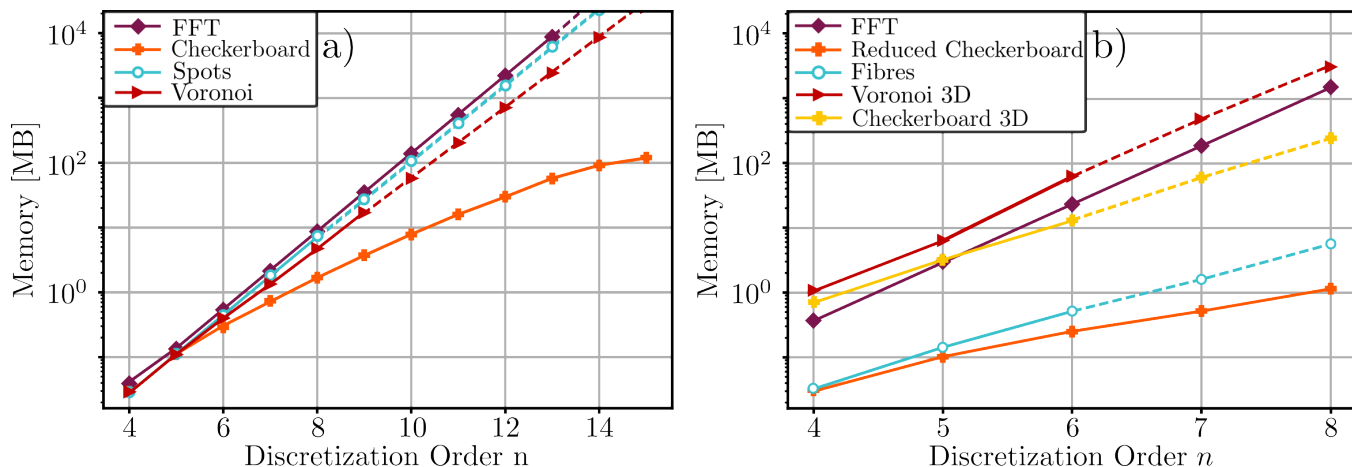 a)
FFT
Checkerboard
Spots
Voronoi
Memory [MB]
10^4
10^2
10^0
4 6 8 10 12 14
Discretization Order n
b)
FFT
Reduced Checkerboard
Fibres
Voronoi 3D
Checkerboard 3D
Memory [MB]
10^4
10^2
10^0
4 5 6 7 8
Discretization Order n